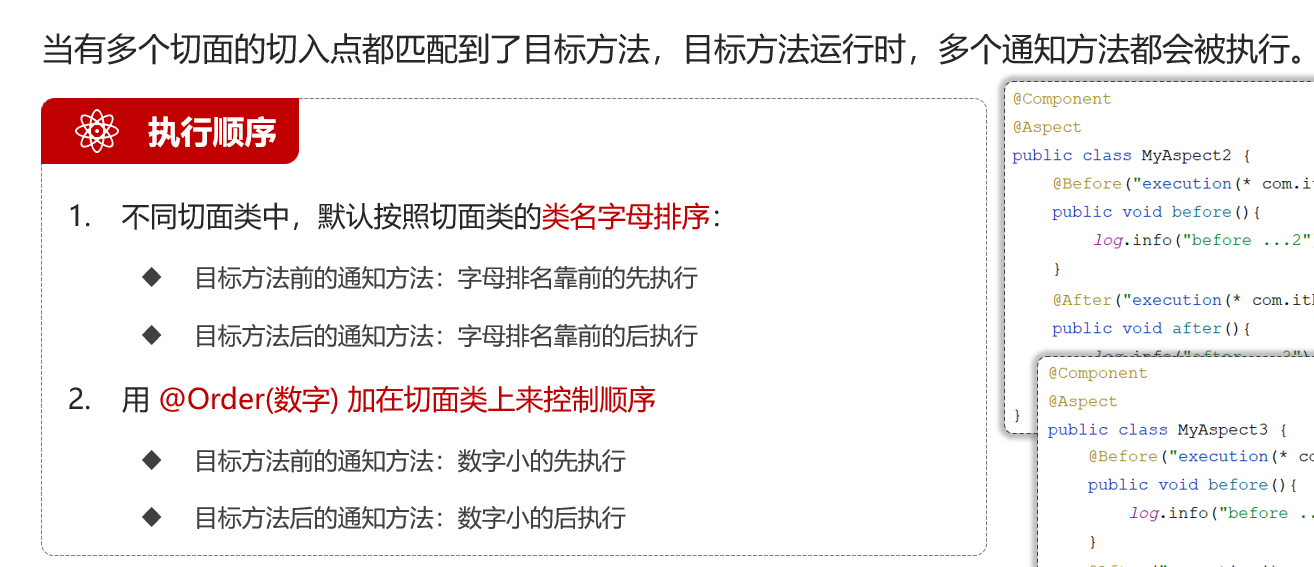 当有多个切面的切入点都匹配到了目标方法，目标方法运行时，多个通知方法都会被执行。
执行顺序
1. 不同切面类中，默认按照切面类的类名字母排序：
◆ 目标方法前的通知方法：字母排名靠前的先执行
◆ 目标方法后的通知方法：字母排名靠前的后执行
2. 用 @Order(数字) 加在切面类上来控制顺序
◆ 目标方法前的通知方法：数字小的先执行
◆ 目标方法后的通知方法：数字小的后执行
@Component
@Aspect
public class MyAspect2 {
@Before("execution(* com.it
public void before(){
log.info("before ...2"
}
@After("execution(* com.itl
public void after(){
}
@Component
@Aspect
public class MyAspect3 {
@Before("execution(* co
public void before(){
log.info("before ..
}